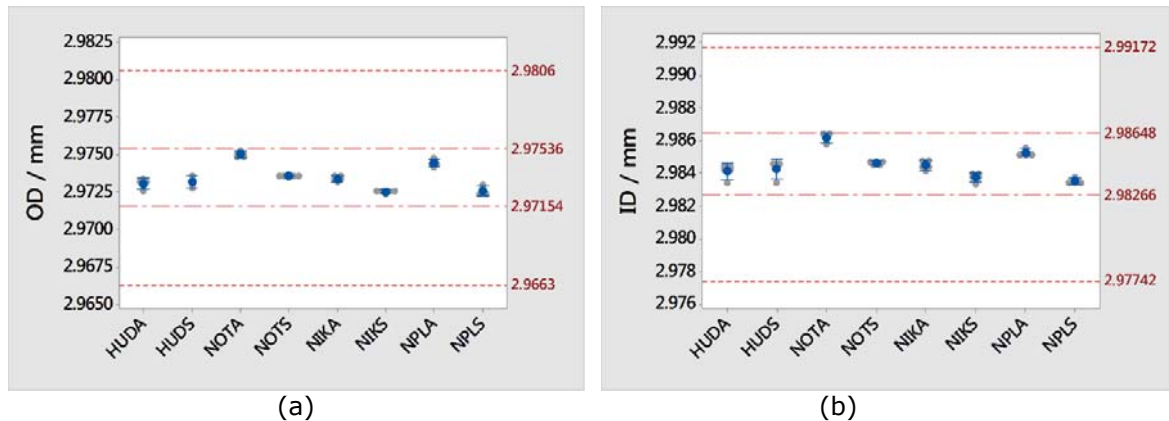 OD / mm
2.9825
2.9800
2.9775
2.9750
2.9725
2.9700
2.9675
2.9650
2.9806
2.97536
2.97154
2.9663
HUDA
HUDS
NOTA
NOTS
NIKA
NIKS
NPLA
NPLS
(a)
ID / mm
2.992
2.990
2.988
2.986
2.984
2.982
2.980
2.978
2.976
2.99172
2.98648
2.98266
2.97742
HUDA
HUDS
NOTA
NOTS
NIKA
NIKS
NPLA
NPLS
(b)